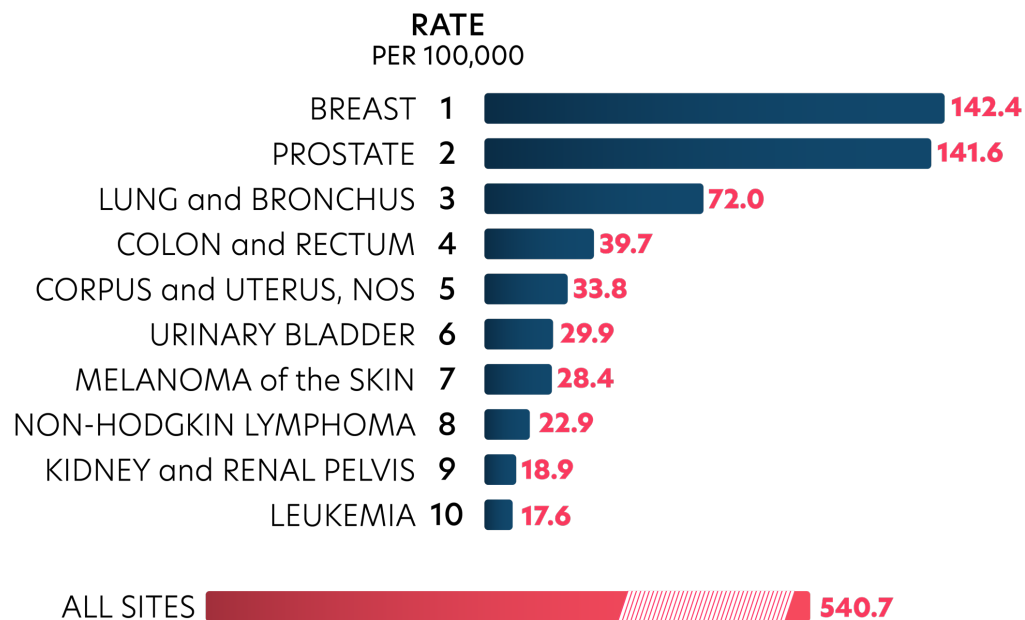 RATE
PER 100,000
BREAST 1 142.4
PROSTATE 2 141.6
LUNG and BRONCHUS 3 72.0
COLON and RECTUM 4 39.7
CORPUS and UTERUS, NOS 5 33.8
URINARY BLADDER 6 29.9
MELANOMA of the SKIN 7 28.4
NON-HODGKIN LYMPHOMA 8 22.9
KIDNEY and RENAL PELVIS 9 18.9
LEUKEMIA 10 17.6
ALL SITES 540.7